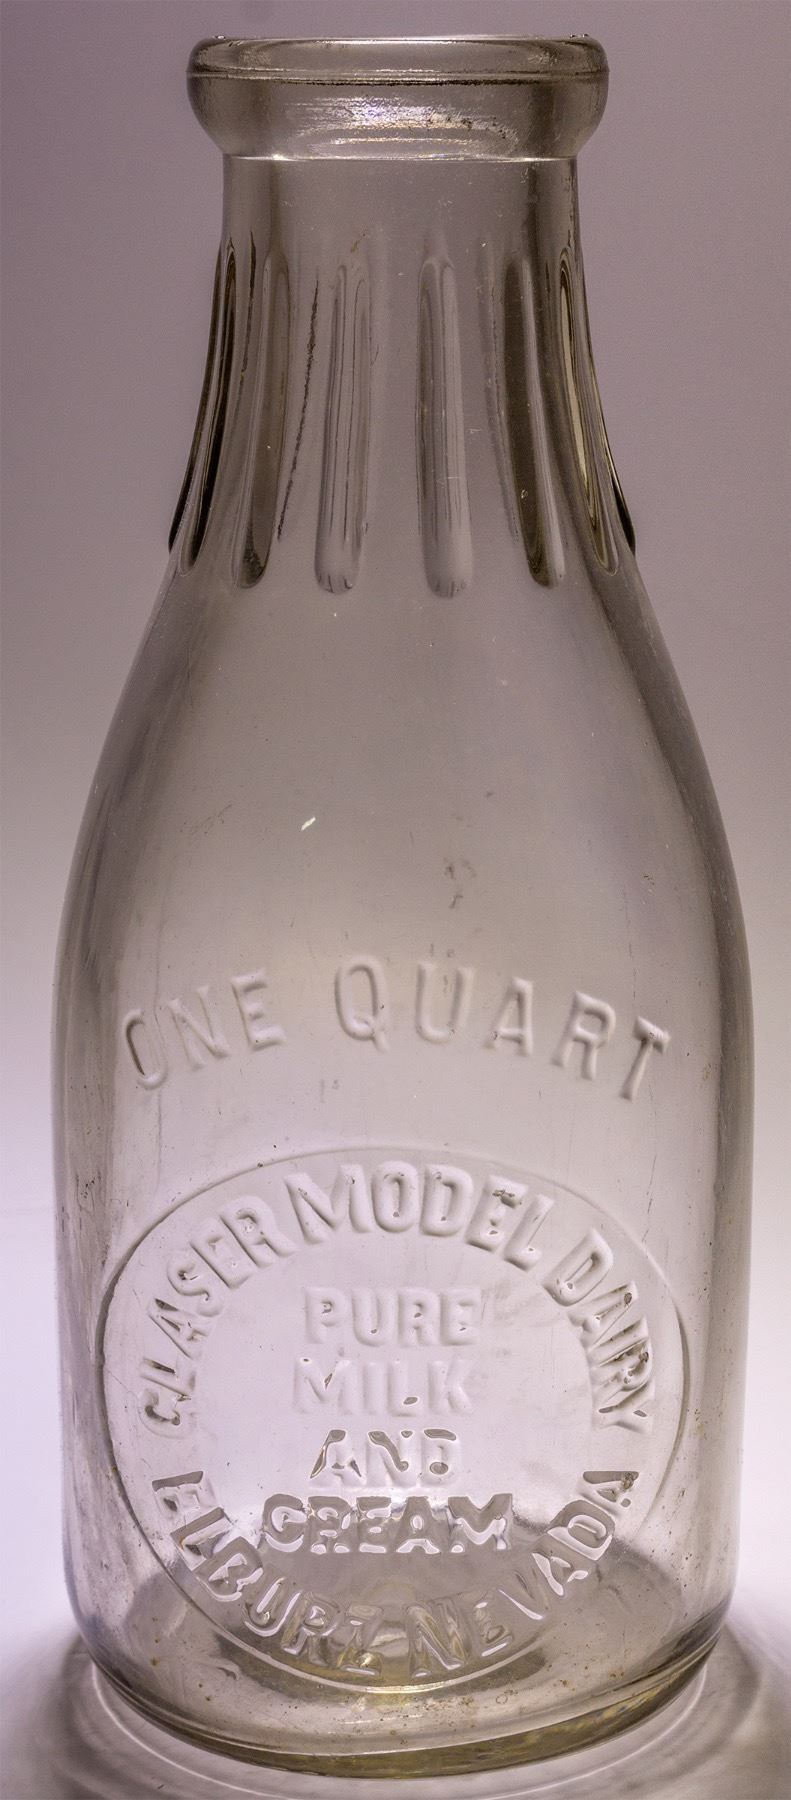 ONE QUART
GLASER MODEL DAIRY
PURE
MILK
AND
CREAM
ELBURZ NEVADA